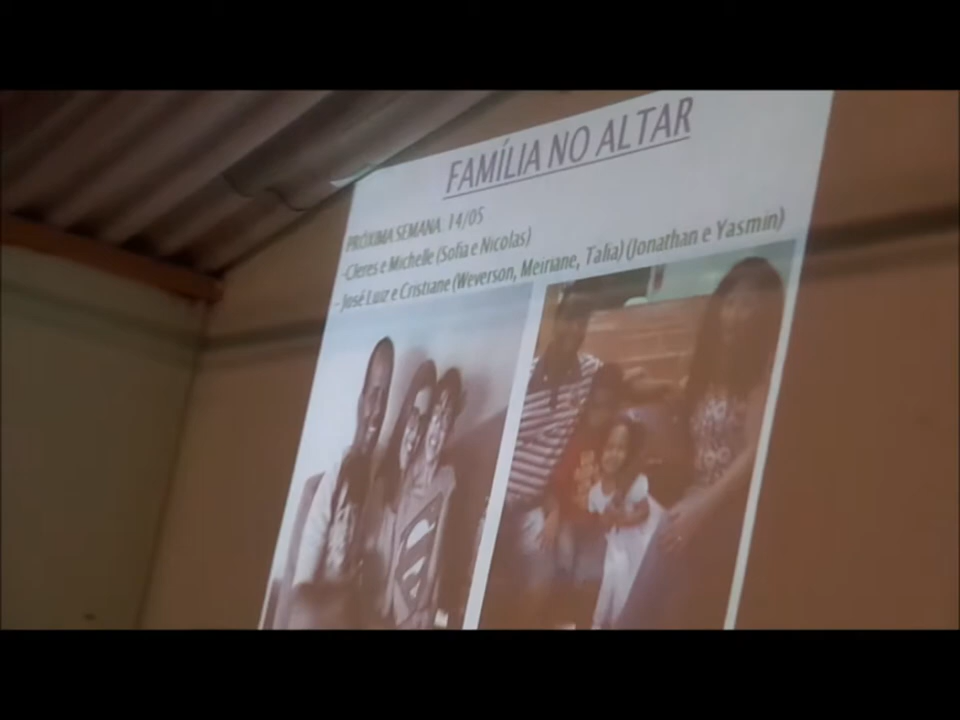 FAMÍLIA NO ALTAR
PRÓXIMA SEMANA. 14/05
-Cleres e Michelle (Sofia e Nicolas)
- José Luiz e Cristiane (Weverson, Meiriane, Talia) (Jonathan e Yasmin)